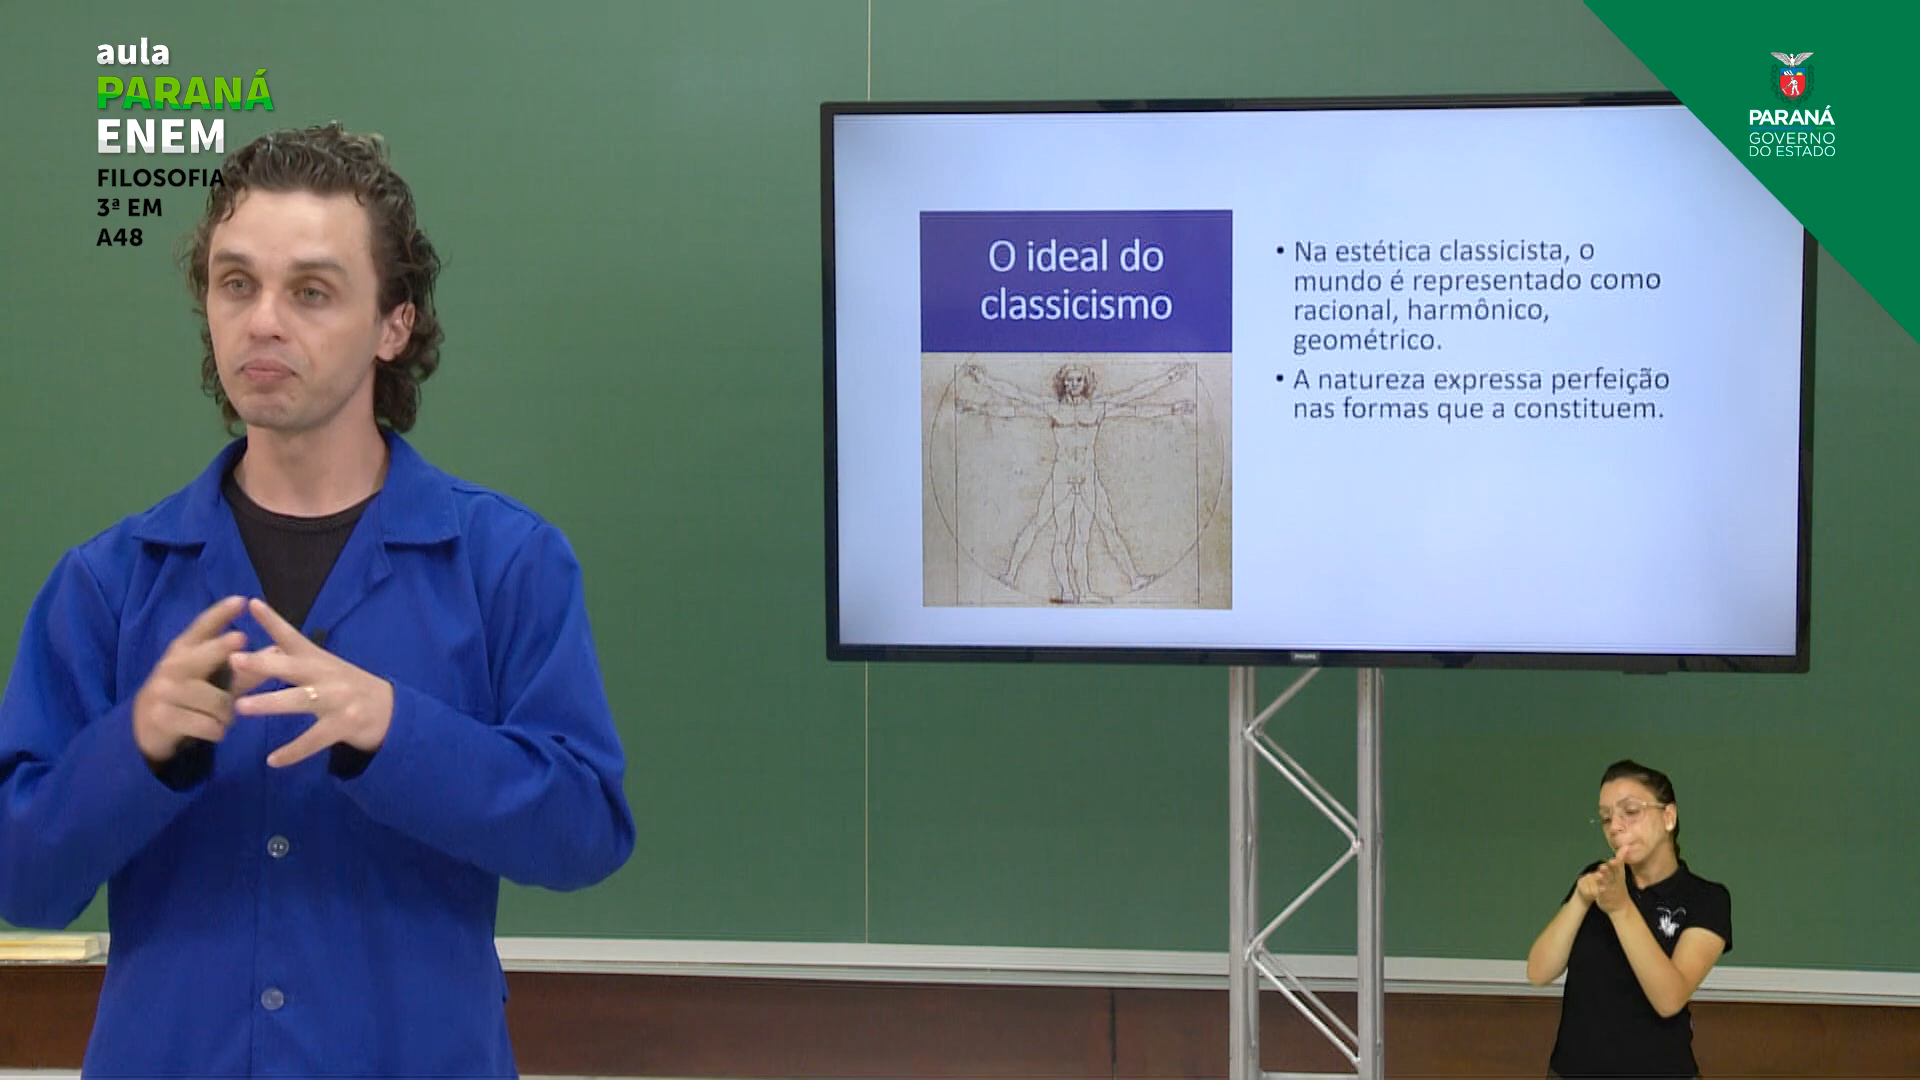 aula
PARANÁ
ENEM
FILOSOFIA
3ª EM
A48
PARANÁ
GOVERNO
DO ESTADO
O ideal do
classicismo
• Na estética classicista, o
mundo é representado como
racional, harmônico,
geométrico.
• A natureza expressa perfeição
nas formas que a constituem.
PHILIPS